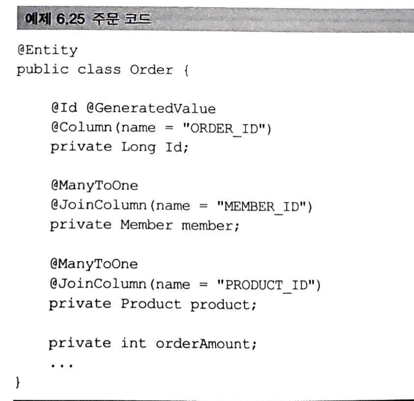 예제 6.25 주문 코드
@Entity
public class Order {
@Id @GeneratedValue
@Column(name = "ORDER_ID")
private Long Id;
@ManyToOne
@JoinColumn(name = "MEMBER_ID")
private Member member;
@ManyToOne
@JoinColumn(name = "PRODUCT_ID")
private Product product;
private int orderAmount;
...
}